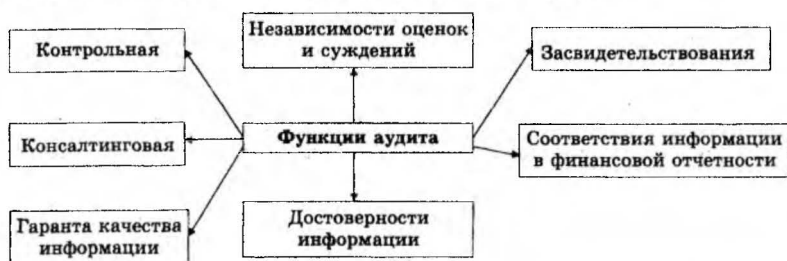 Контрольная
Независимости оценок
и суждений
Засвидетельствования
Консалтинговая
Функции аудита
Соответствия информации
в финансовой отчетности
Гаранта качества
информации
Достоверности
информации